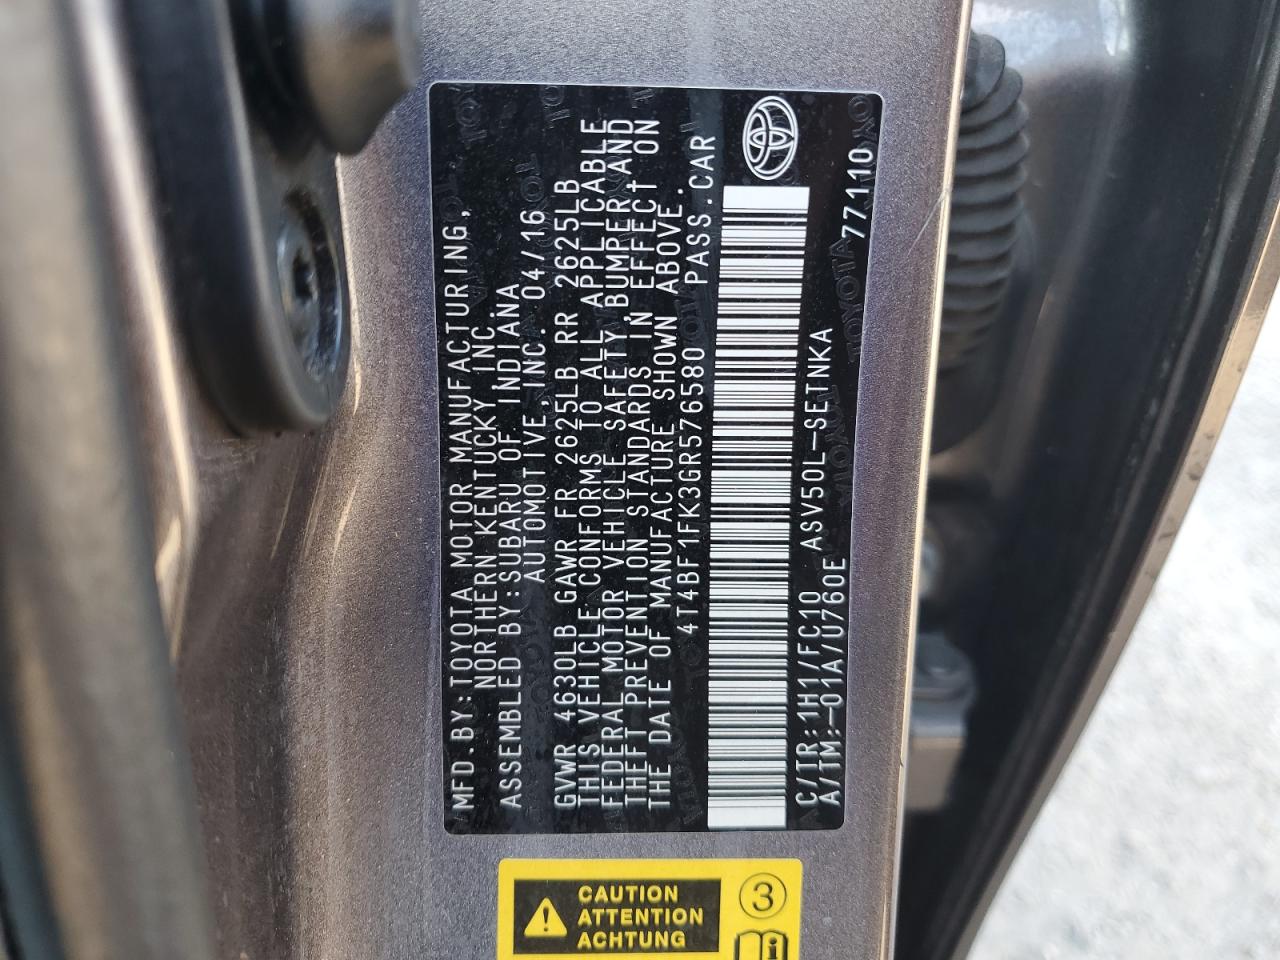 MFD.BY:TOYOTA MOTOR MANUFACTURING,
NORTHERN KENTUCKY, INC.
ASSEMBLED BY:SUBARU OF INDIANA
AUTOMOTIVE,INC. 04/16
GVWR 4630LB GAWR FR 2625LB RR 2625LB
THIS VEHICLE CONFORMS TO ALL APPLICABLE
FEDERAL MOTOR VEHICLE SAFETY,BUMPER,AND
THEFT PREVENTION STANDARDS IN EFFECT ON
THE DATE OF MANUFACTURE SHOWN ABOVE.
4T4BF1FK3GR576580 PASS.CAR
C/TR:1H1/FC10 ASV50L-SETNKA
A/TM:-01A/U760E 77110
CAUTION
ATTENTION
ACHTUNG
3